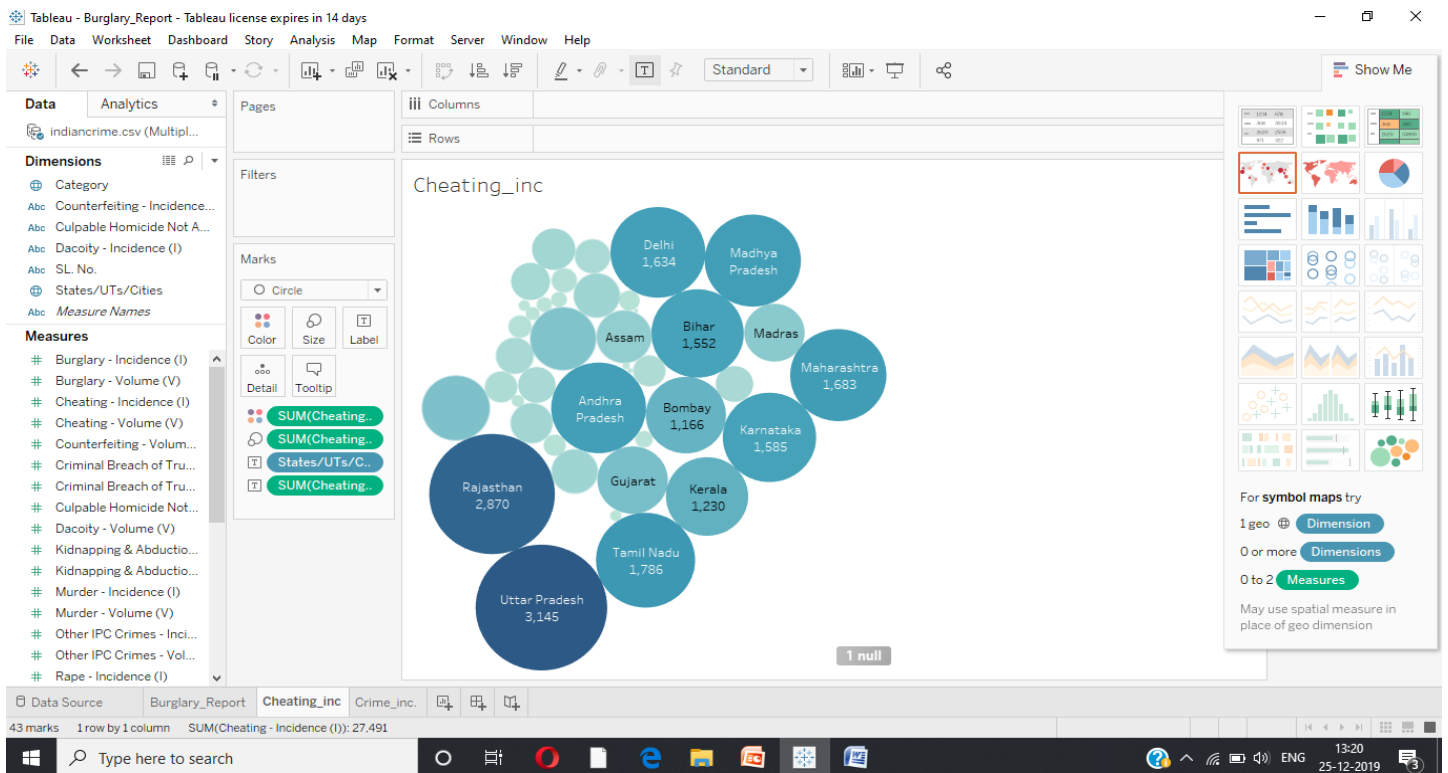 Tableau - Burglary_Report - Tableau license expires in 14 days
File Data Worksheet Dashboard Story Analysis Map Format Server Window Help
Standard
Show Me
Data Analytics
indiancrime.csv (Multipl...
Dimensions
Category
Abc Counterfeiting - Incidence...
Abc Culpable Homicide Not A...
Abc Dacoity - Incidence (I)
Abc SL. No.
States/UTs/Cities
Abc Measure Names
Measures
# Burglary - Incidence (I)
# Burglary - Volume (V)
# Cheating - Incidence (I)
# Cheating - Volume (V)
# Counterfeiting - Volum...
# Criminal Breach of Tru...
# Criminal Breach of Tru...
# Culpable Homicide Not...
# Dacoity - Volume (V)
# Kidnapping & Abductio...
# Kidnapping & Abductio...
# Murder - Incidence (I)
# Murder - Volume (V)
# Other IPC Crimes - Inci...
# Other IPC Crimes - Vol...
# Rape - Incidence (I)
Pages
Filters
Marks
Circle
Color Size Label
Detail Tooltip
SUM(Cheating..
SUM(Cheating..
States/UTs/C..
SUM(Cheating..
Columns
Rows
Cheating_inc
Delhi
1,634
Madhya
Pradesh
Bihar
1,552
Assam
Madras
Maharashtra
1,683
Andhra
Pradesh
Bombay
1,166
Karnataka
1,585
Rajasthan
2,870
Gujarat
Kerala
1,230
Tamil Nadu
1,786
Uttar Pradesh
3,145
1 null
For symbol maps try
1 geo Dimension
0 or more Dimensions
0 to 2 Measures
May use spatial measure in
place of geo dimension
Data Source Burglary_Report Cheating_inc Crime_inc.
43 marks 1 row by 1 column SUM(Cheating - Incidence (I)): 27,491
Type here to search
ENG
13:20
25-12-2019
3